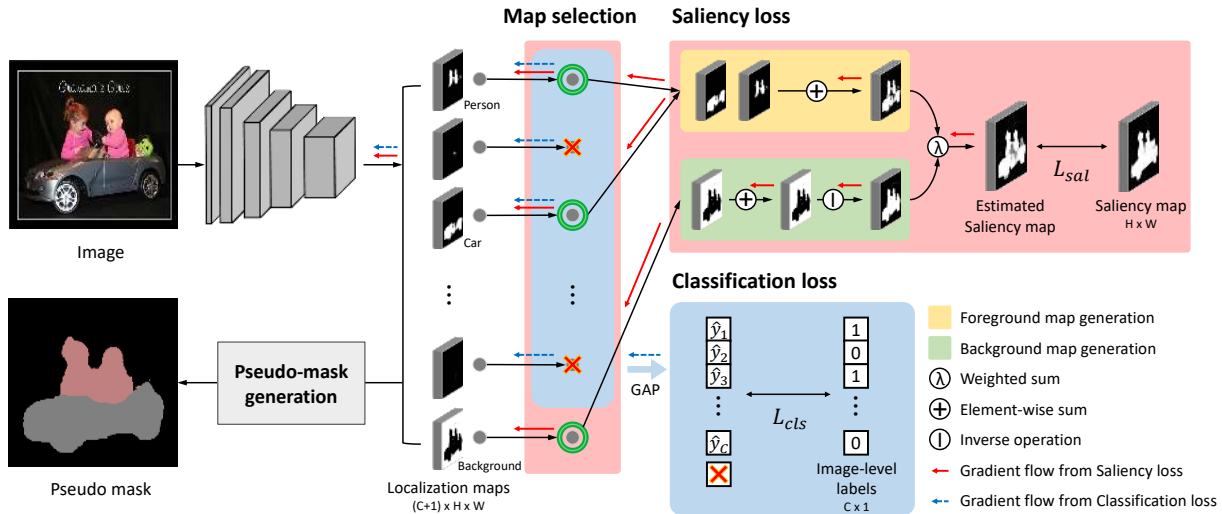 Map selection
Saliency loss
Person
Car
Image
λ
L_sal
Estimated
Saliency map
Saliency map
H x W
Classification loss
ŷ_1
1
ŷ_2
0
ŷ_3
1
L_cls
ŷ_C
0
Image-level
labels
C x 1
GAP
Foreground map generation
Background map generation
λ Weighted sum
Element-wise sum
Inverse operation
Gradient flow from Saliency loss
Gradient flow from Classification loss
Pseudo-mask
generation
Background
Pseudo mask
Localization maps
(C+1) x H x W